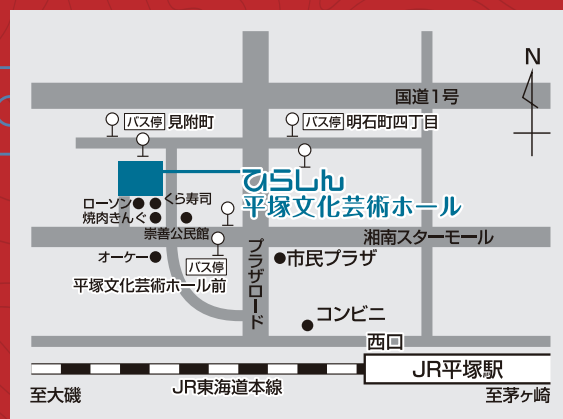 N
国道1号
バス停 見附町
バス停 明石町四丁目
ひらしん
平塚文化芸術ホール
ローソン
くら寿司
焼肉きんぐ
崇善公民館
湘南スターモール
オーケー
バス停
平塚文化芸術ホール前
プラザロード
市民プラザ
コンビニ
西口
JR平塚駅
JR東海道本線
至大磯
至茅ヶ崎